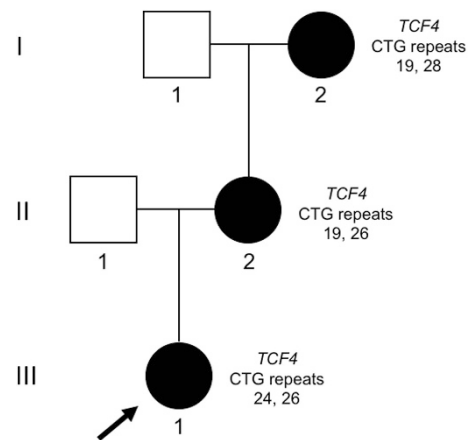 I
1
2
TCF4
CTG repeats
19, 28
II
1
2
TCF4
CTG repeats
19, 26
III
1
TCF4
CTG repeats
24, 26